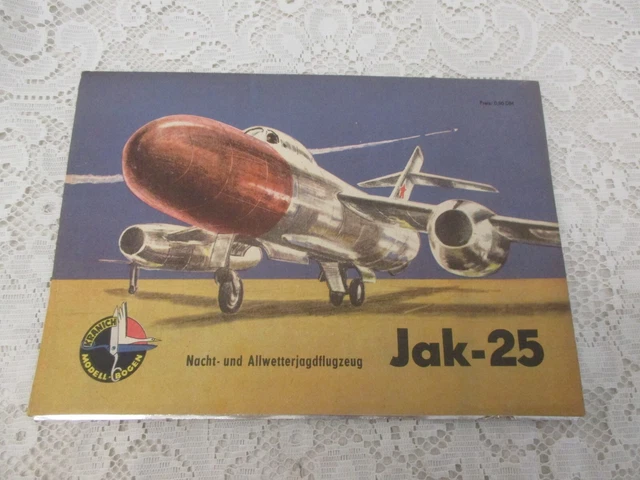 KRANICH
MODELL-BOGEN
Nacht- und Allwetterjagdflugzeug
Jak-25